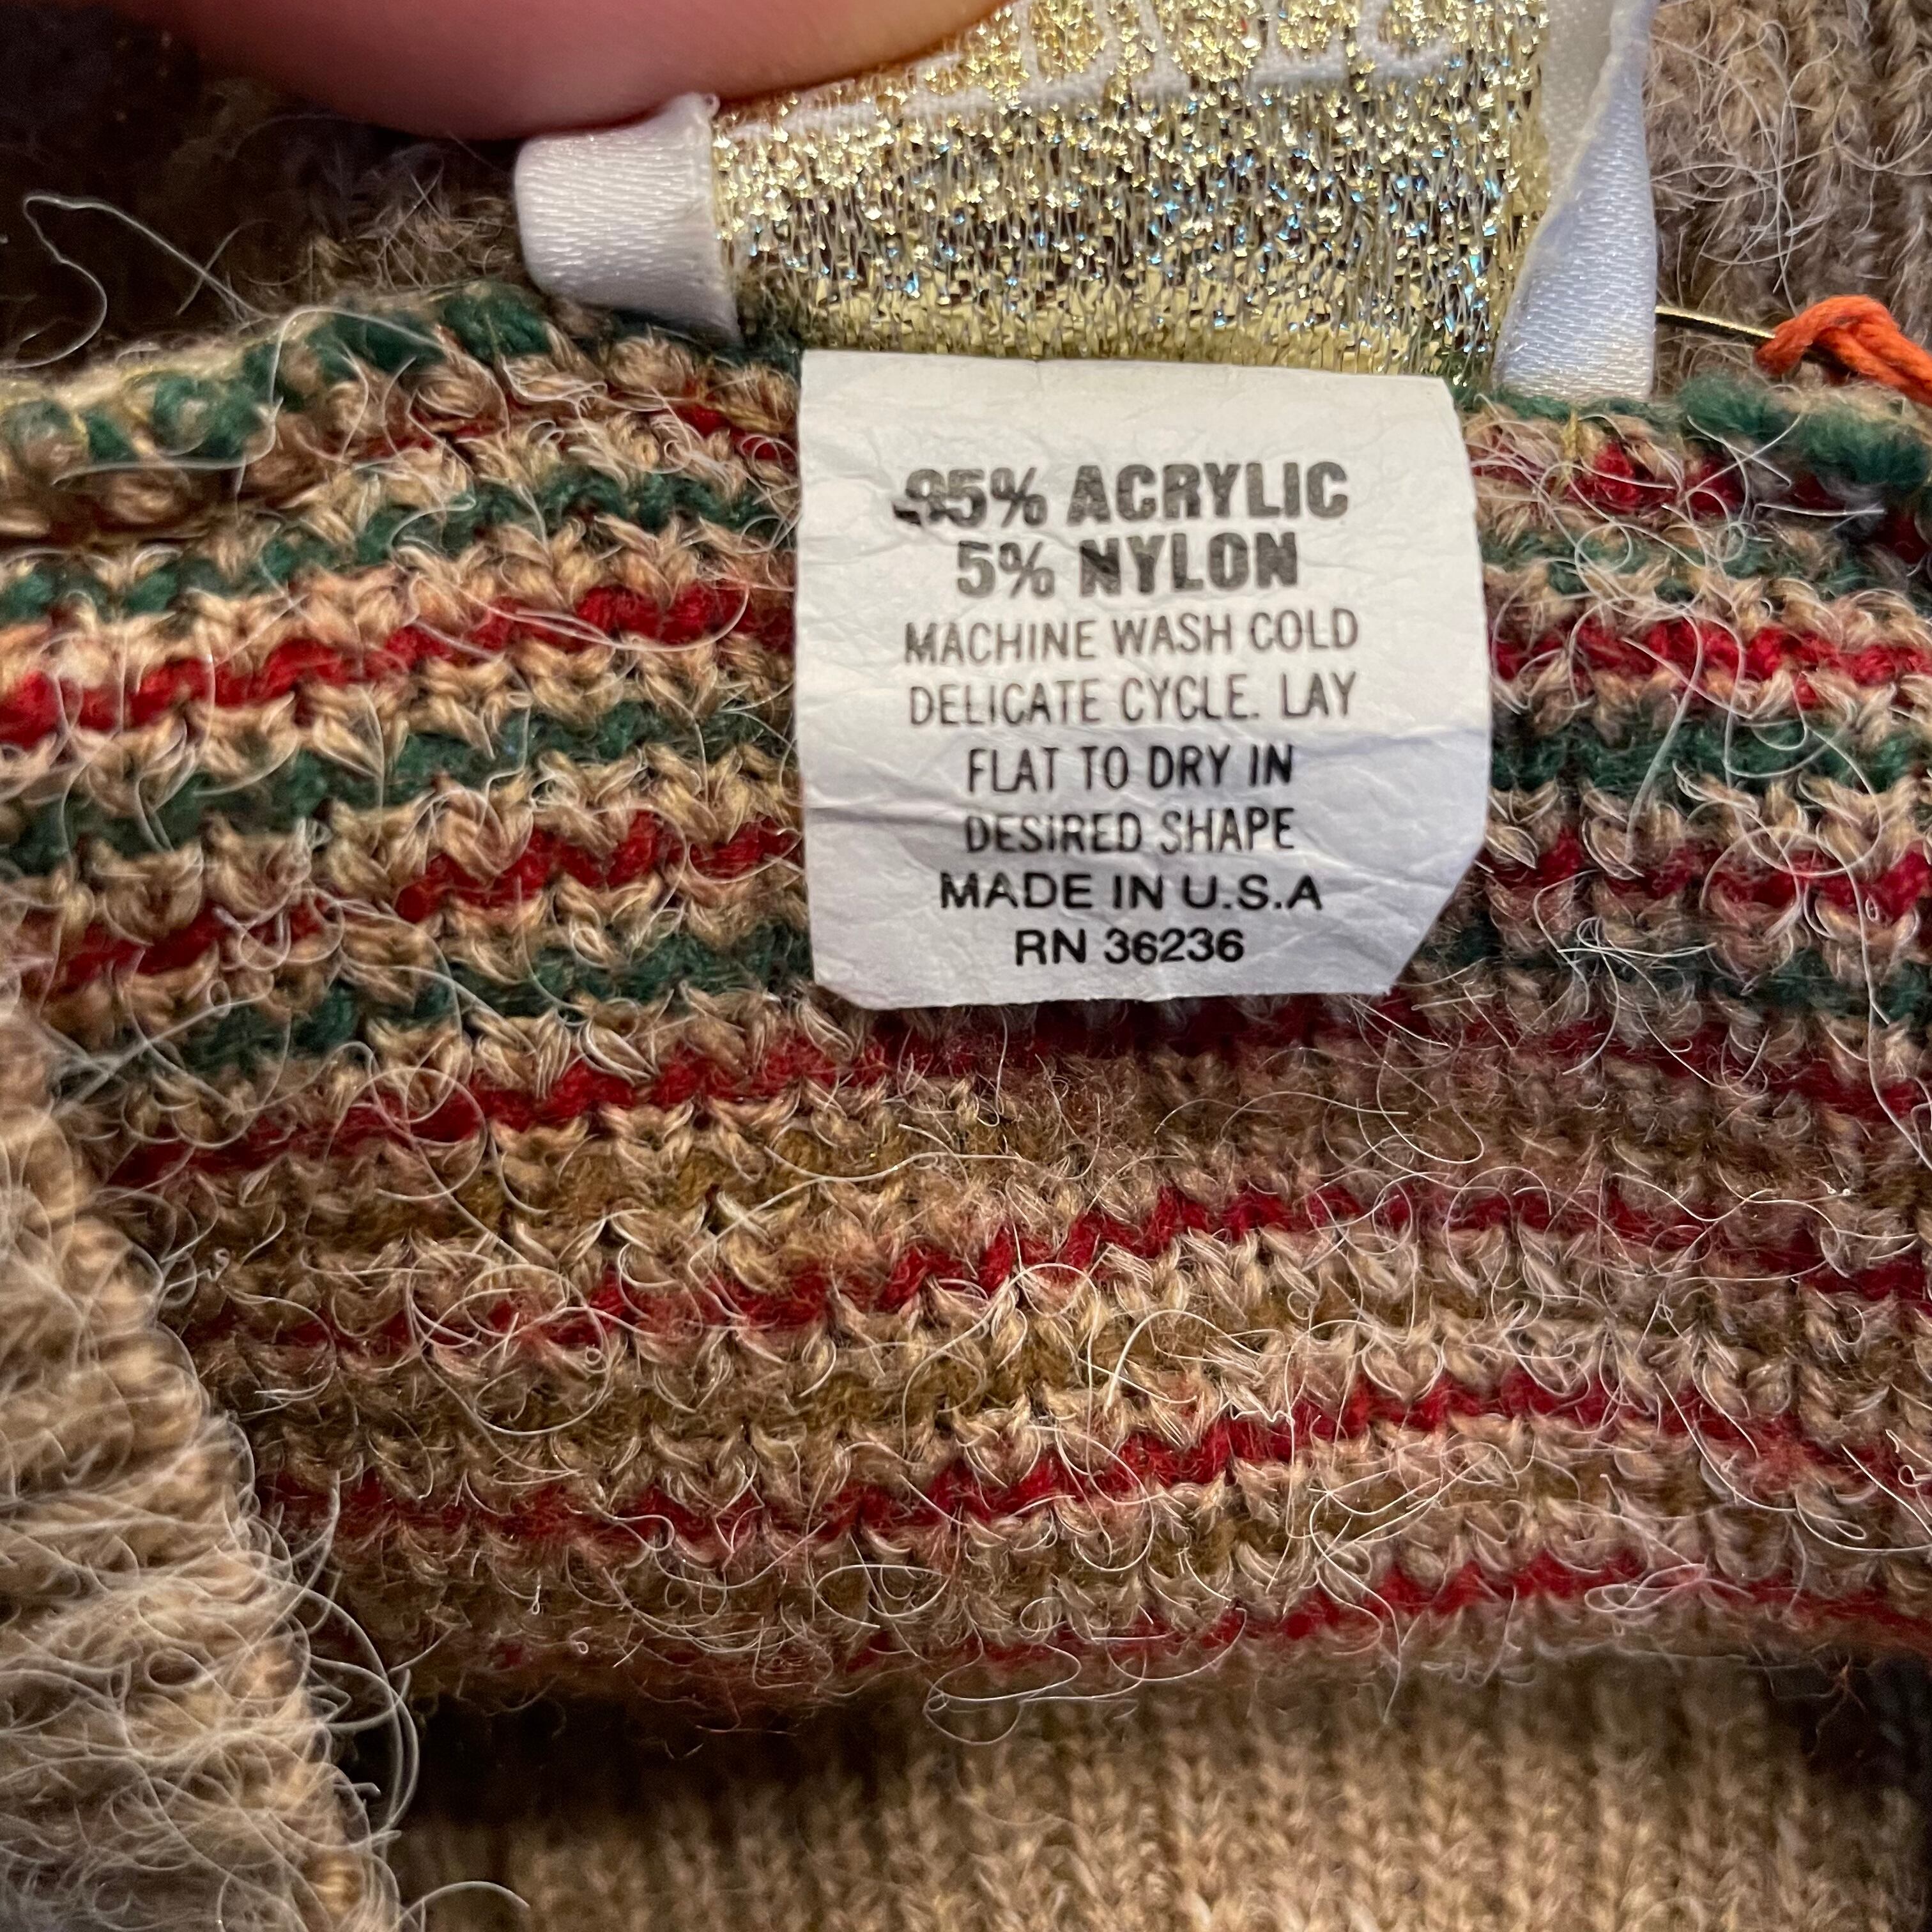 95% ACRYLIC
5% NYLON
MACHINE WASH COLD
DELICATE CYCLE. LAY
FLAT TO DRY IN
DESIRED SHAPE
MADE IN U.S.A
RN 36236